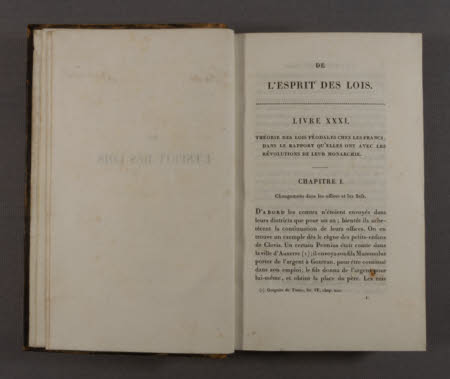 DE
L'ESPRIT DES LOIS.
LIVRE XXXI.
THÉORIE DES LOIS FÉODALES CHEZ LES FRANCS,
DANS LE RAPPORT QU'ELLES ONT AVEC LES
RÉVOLUTIONS DE LEUR MONARCHIE.
CHAPITRE I.
Changements dans les offices et les fiefs.
D'ABORD les comtes n'étoient envoyés dans
leurs districts que pour un an; bientôt ils ache-
tèrent la continuation de leurs offices. On en
trouve un exemple dès le règne des petits-enfans
de Clovis. Un certain Peonius étoit comte dans
la ville d'Auxerre (1); il envoya son fils Mummolus
porter de l'argent à Gontran, pour être continué
dans son emploi; le fils donna de l'argent pour
lui-même, et obtint la place du père. Les rois
(1) Grégoire de Tours, liv. IV, chap.